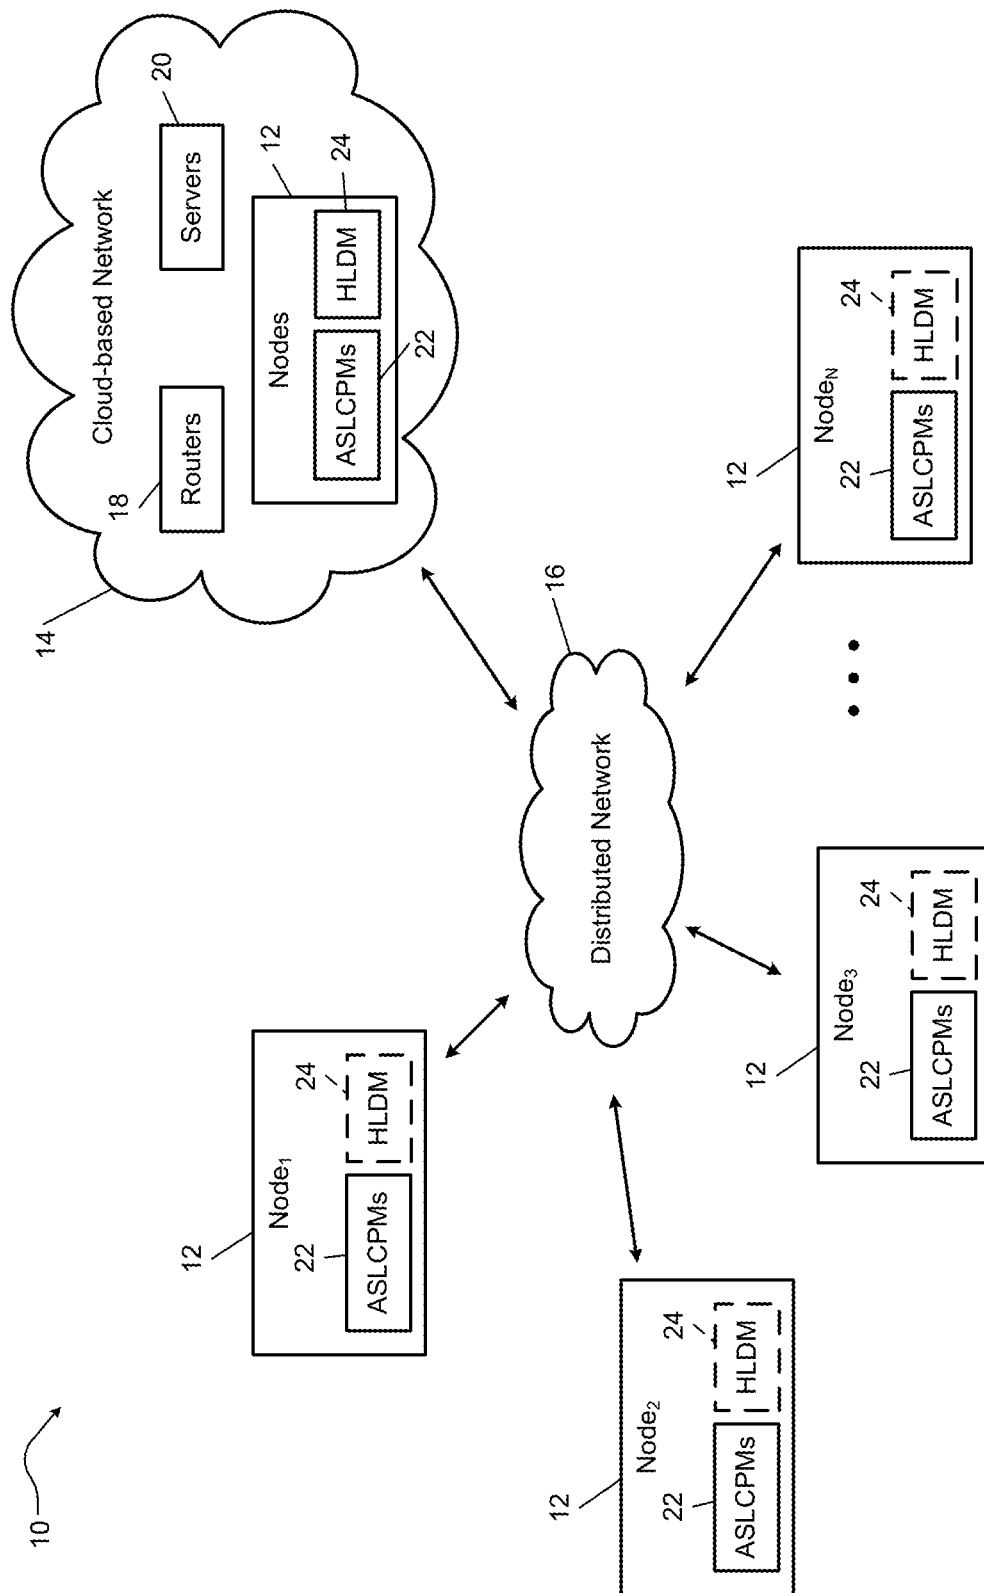 10
14
Cloud-based Network
18
Routers
20
Servers
12
Nodes
ASLCPMs
HLDM
22
24
16
Distributed Network
12
Node1
22
24
ASLCPMs
HLDM
12
Node2
22
24
ASLCPMs
HLDM
12
Node3
22
24
ASLCPMs
HLDM
12
NodeN
22
24
ASLCPMs
HLDM